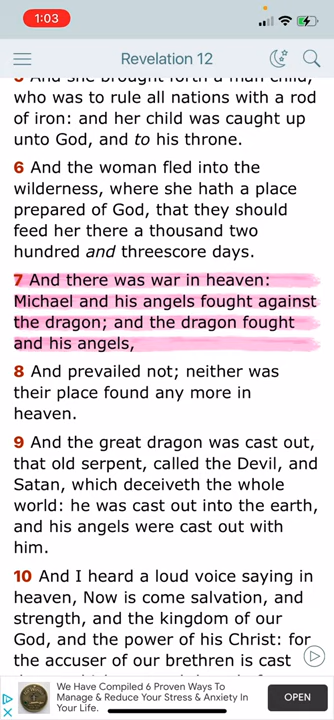 1:03
Revelation 12
5 And she brought forth a man child,
who was to rule all nations with a rod
of iron: and her child was caught up
unto God, and to his throne.
6 And the woman fled into the
wilderness, where she hath a place
prepared of God, that they should
feed her there a thousand two
hundred and threescore days.
7 And there was war in heaven:
Michael and his angels fought against
the dragon; and the dragon fought
and his angels,
8 And prevailed not; neither was
their place found any more in
heaven.
9 And the great dragon was cast out,
that old serpent, called the Devil, and
Satan, which deceiveth the whole
world: he was cast out into the earth,
and his angels were cast out with
him.
10 And I heard a loud voice saying in
heaven, Now is come salvation, and
strength, and the kingdom of our
God, and the power of his Christ: for
the accuser of our brethren is cast
We Have Compiled 6 Proven Ways To
Manage & Reduce Your Stress & Anxiety In
Your Life.
OPEN